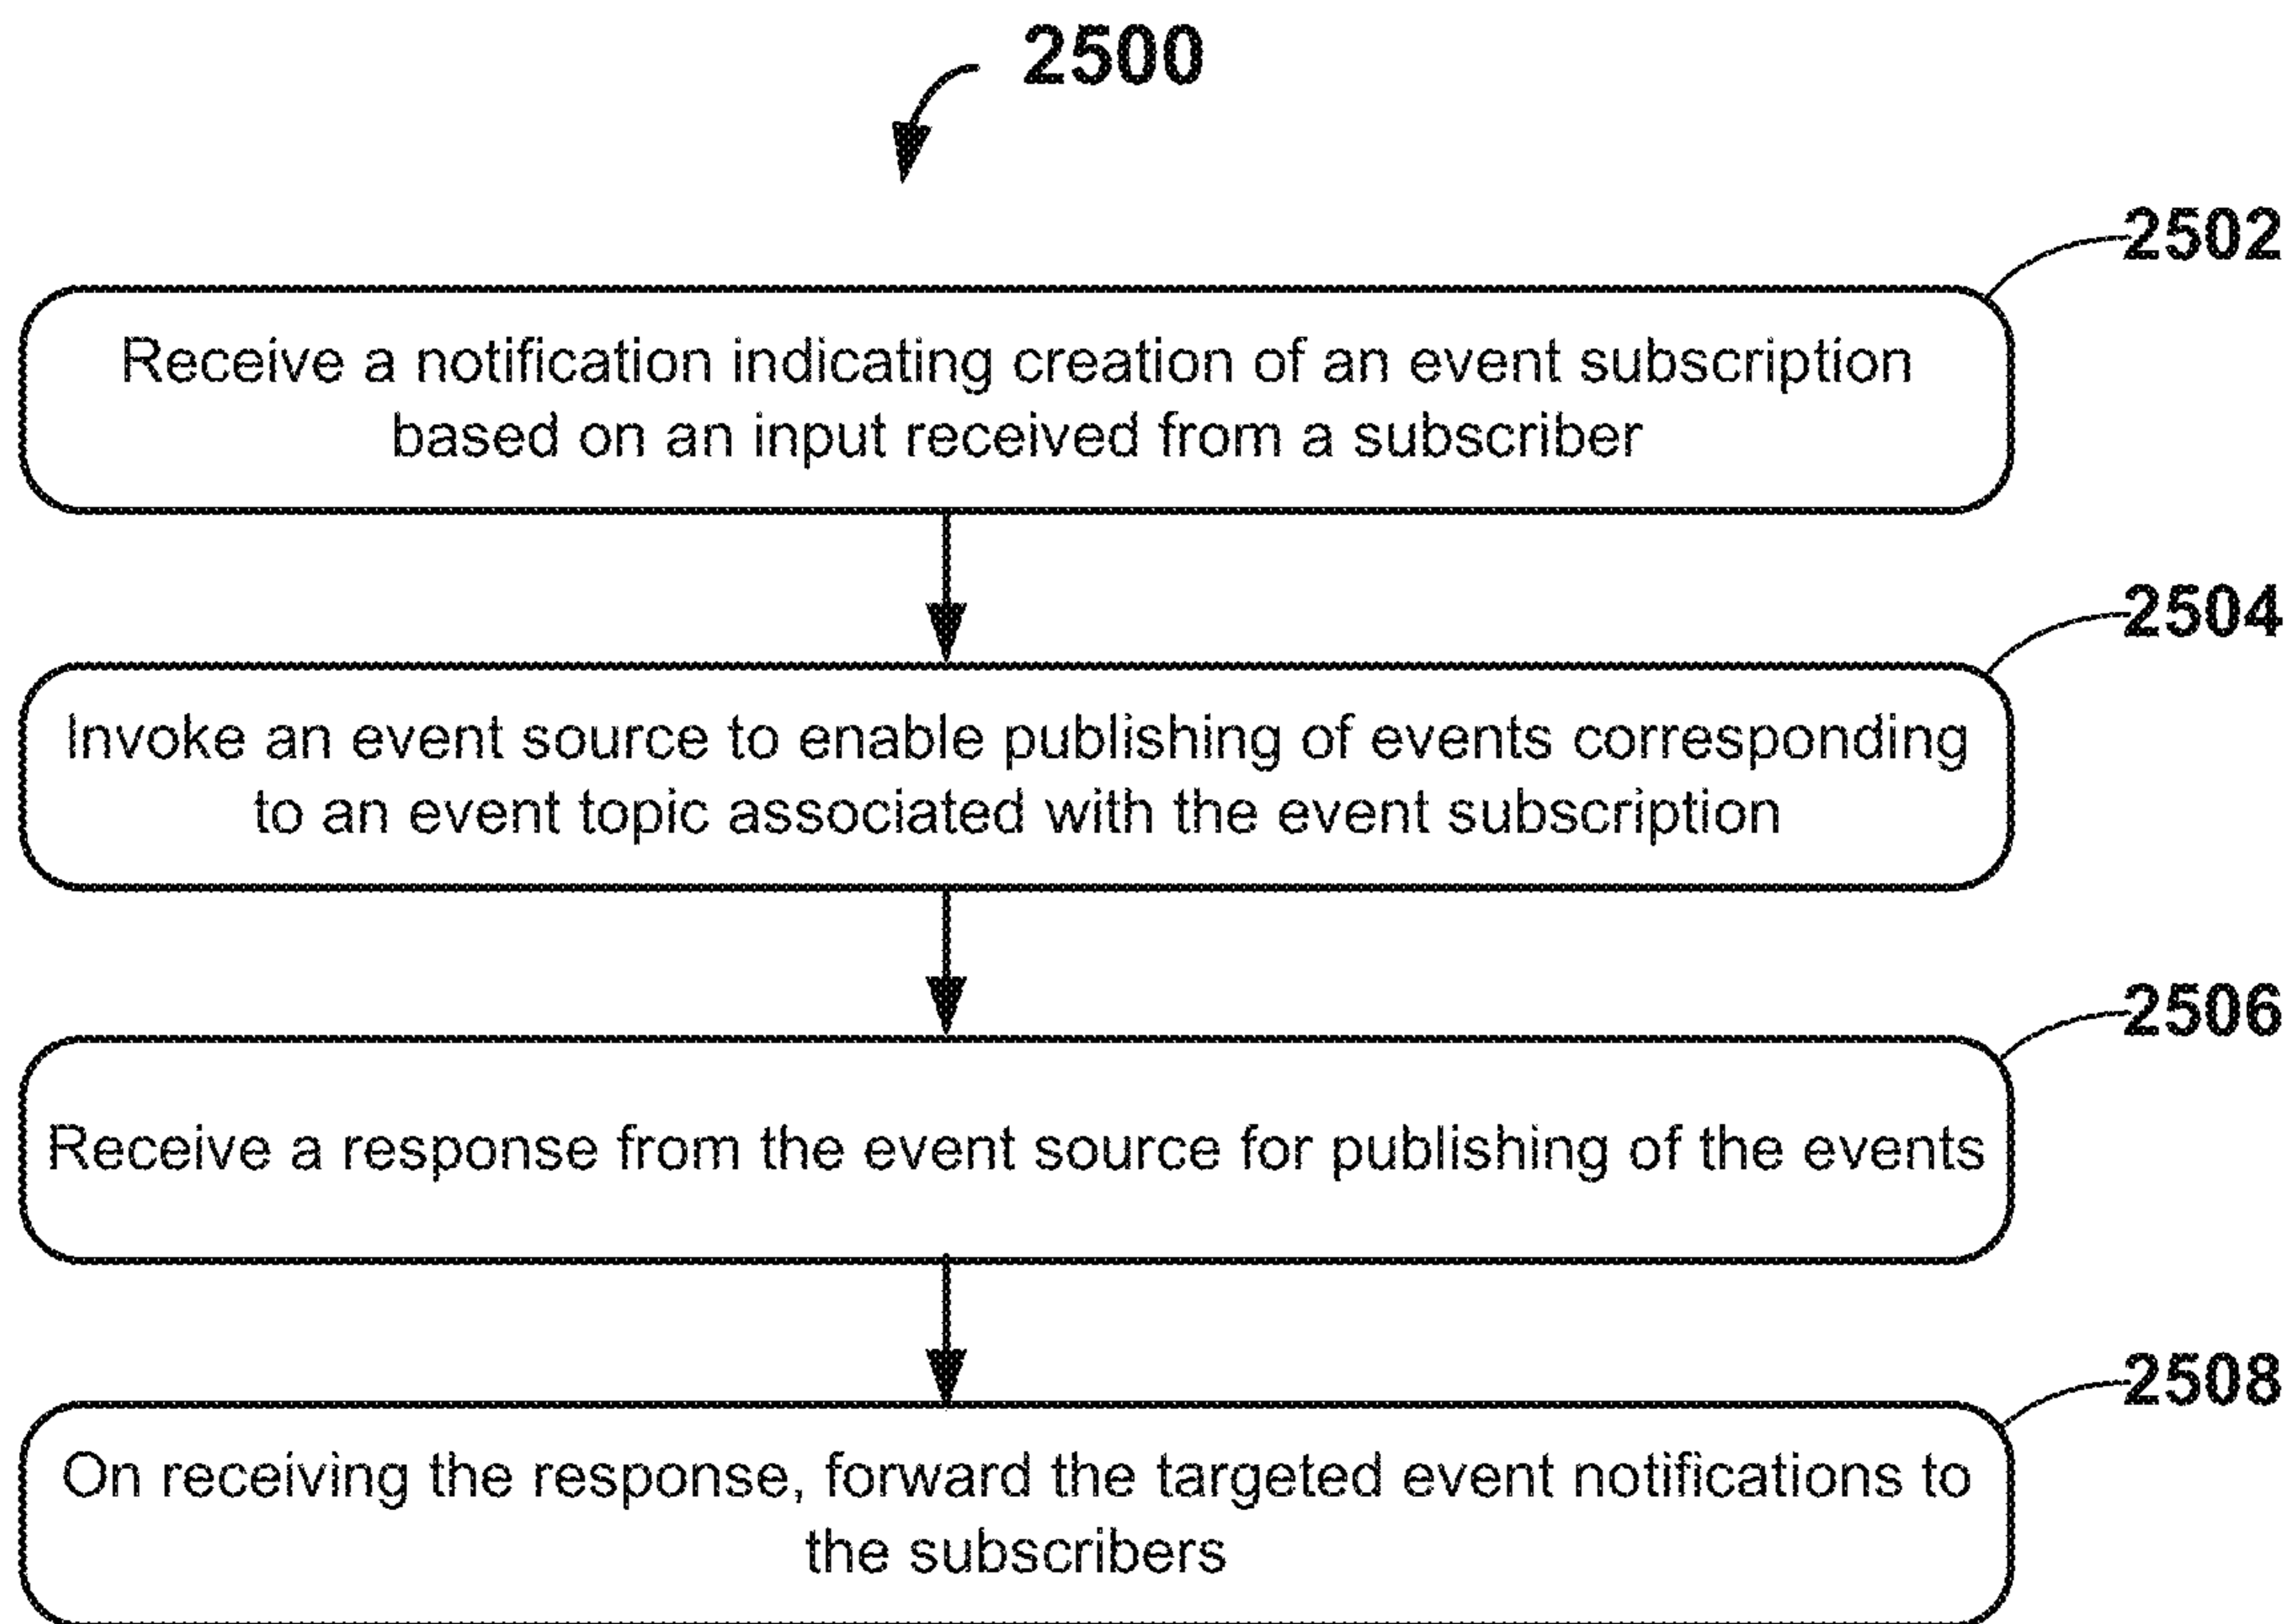 2500
2502
Receive a notification indicating creation of an event subscription
based on an input received from a subscriber
2504
Invoke an event source to enable publishing of events corresponding
to an event topic associated with the event subscription
2506
Receive a response from the event source for publishing of the events
2508
On receiving the response, forward the targeted event notifications to
the subscribers